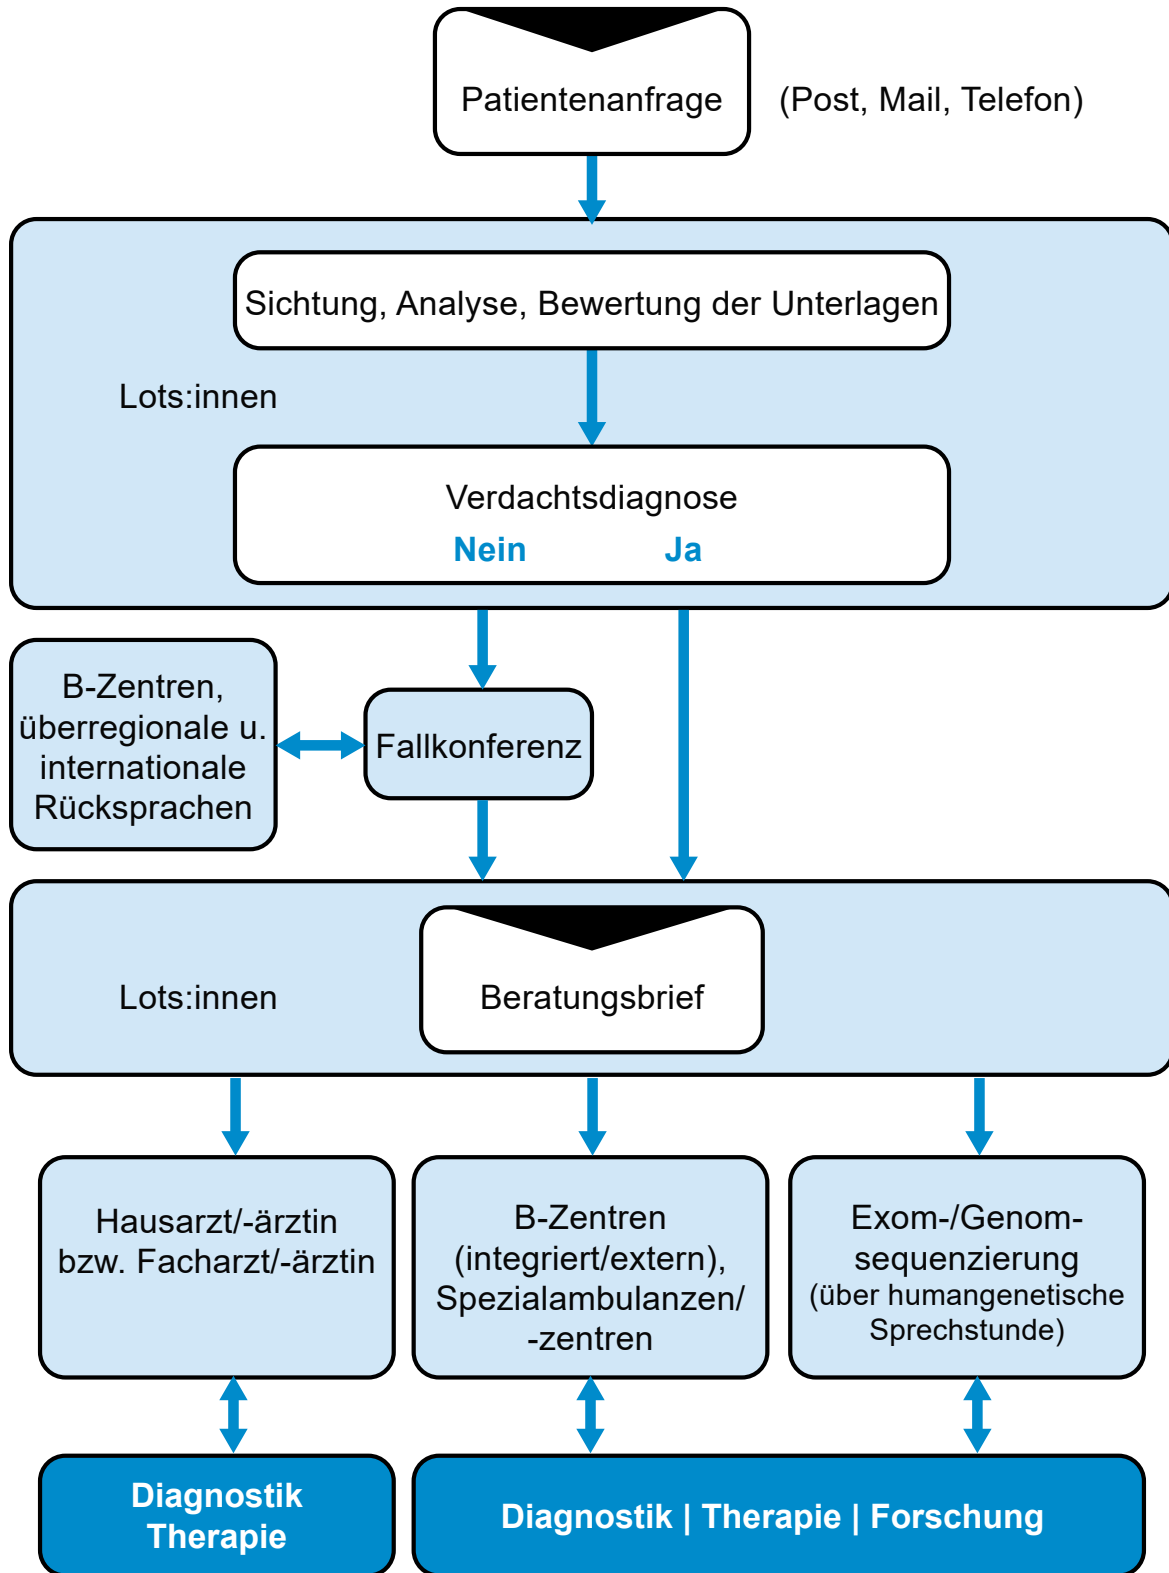 Patientenanfrage
(Post, Mail, Telefon)
Sichtung, Analyse, Bewertung der Unterlagen
Lots:innen
Verdachtsdiagnose
Nein
Ja
B-Zentren,
überregionale u.
internationale
Rücksprachen
Fallkonferenz
Lots:innen
Beratungsbrief
Hausarzt/-ärztin
bzw. Facharzt/-ärztin
B-Zentren
(integriert/extern),
Spezialambulanzen/
-zentren
Exom-/Genom-
sequenzierung
(über humangenetische
Sprechstunde)
Diagnostik
Therapie
Diagnostik | Therapie | Forschung